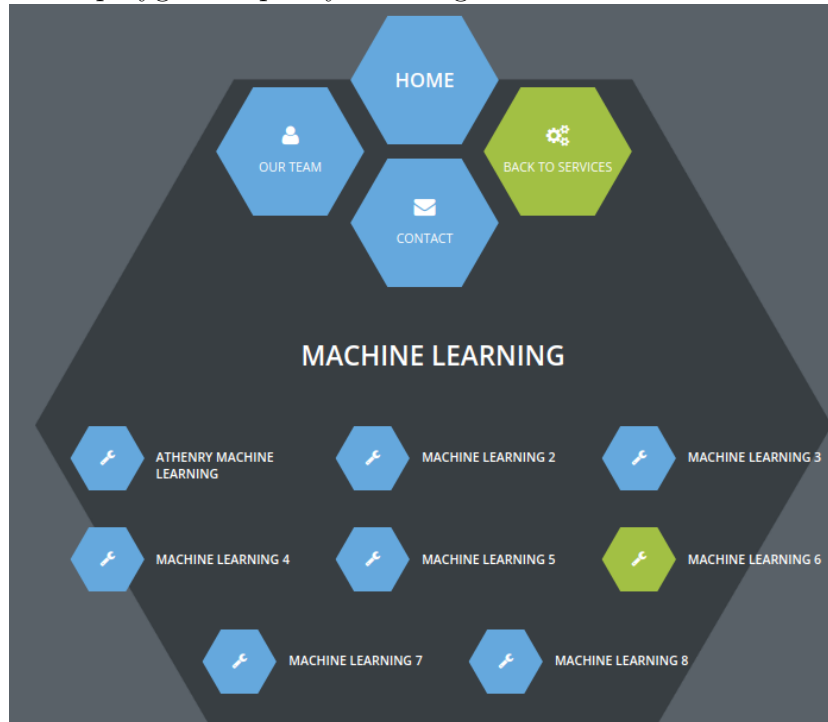 HOME
OUR TEAM
BACK TO SERVICES
CONTACT
MACHINE LEARNING
ATHENRY MACHINE
LEARNING
MACHINE LEARNING 2
MACHINE LEARNING 3
MACHINE LEARNING 4
MACHINE LEARNING 5
MACHINE LEARNING 6
MACHINE LEARNING 7
MACHINE LEARNING 8